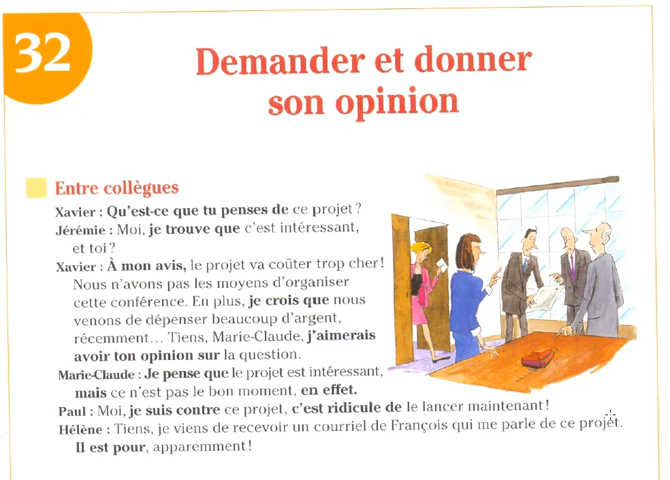 32
Demander et donner
son opinion
Entre collègues
Xavier : Qu'est-ce que tu penses de ce projet ?
Jérémie : Moi, je trouve que c'est intéressant,
et toi ?
Xavier : À mon avis, le projet va coûter trop cher !
Nous n'avons pas les moyens d'organiser
cette conférence. En plus, je crois que nous
venons de dépenser beaucoup d'argent,
récemment... Tiens, Marie-Claude, j'aimerais
avoir ton opinion sur la question.
Marie-Claude : Je pense que le projet est intéressant,
mais ce n'est pas le bon moment, en effet.
Paul : Moi, je suis contre ce projet, c'est ridicule de le lancer maintenant !
Hélène : Tiens, je viens de recevoir un courriel de François qui me parle de ce projet.
Il est pour, apparemment !